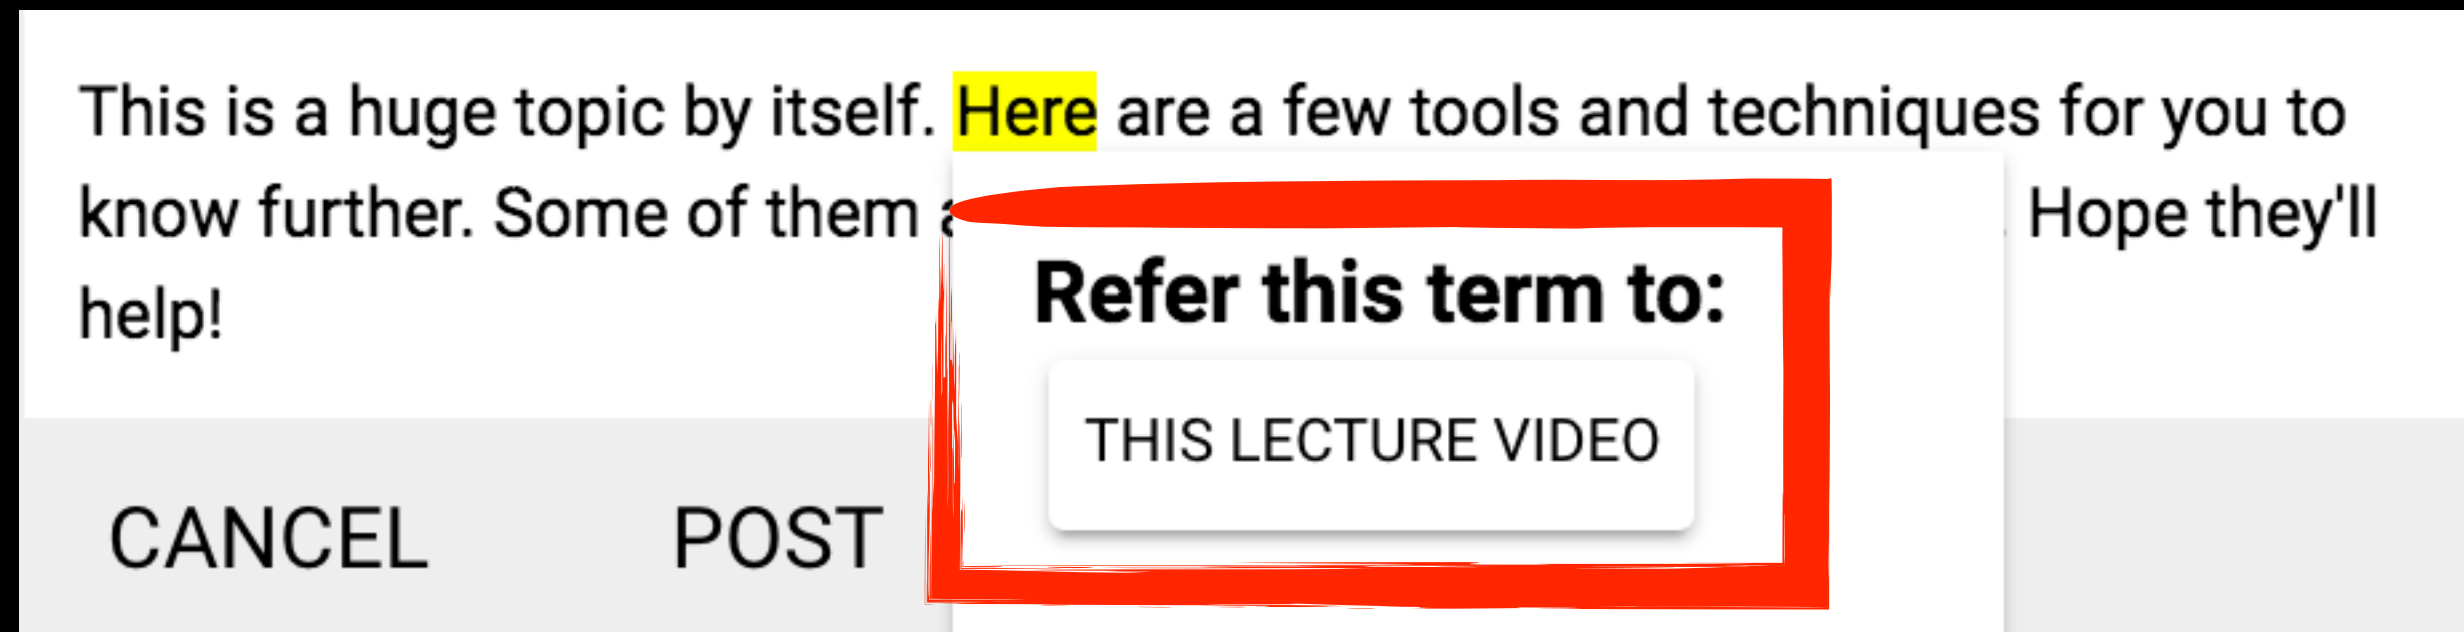 This is a huge topic by itself. Here are a few tools and techniques for you to
know further. Some of them
. Hope they'll
help!
Refer this term to:
THIS LECTURE VIDEO
CANCEL POST